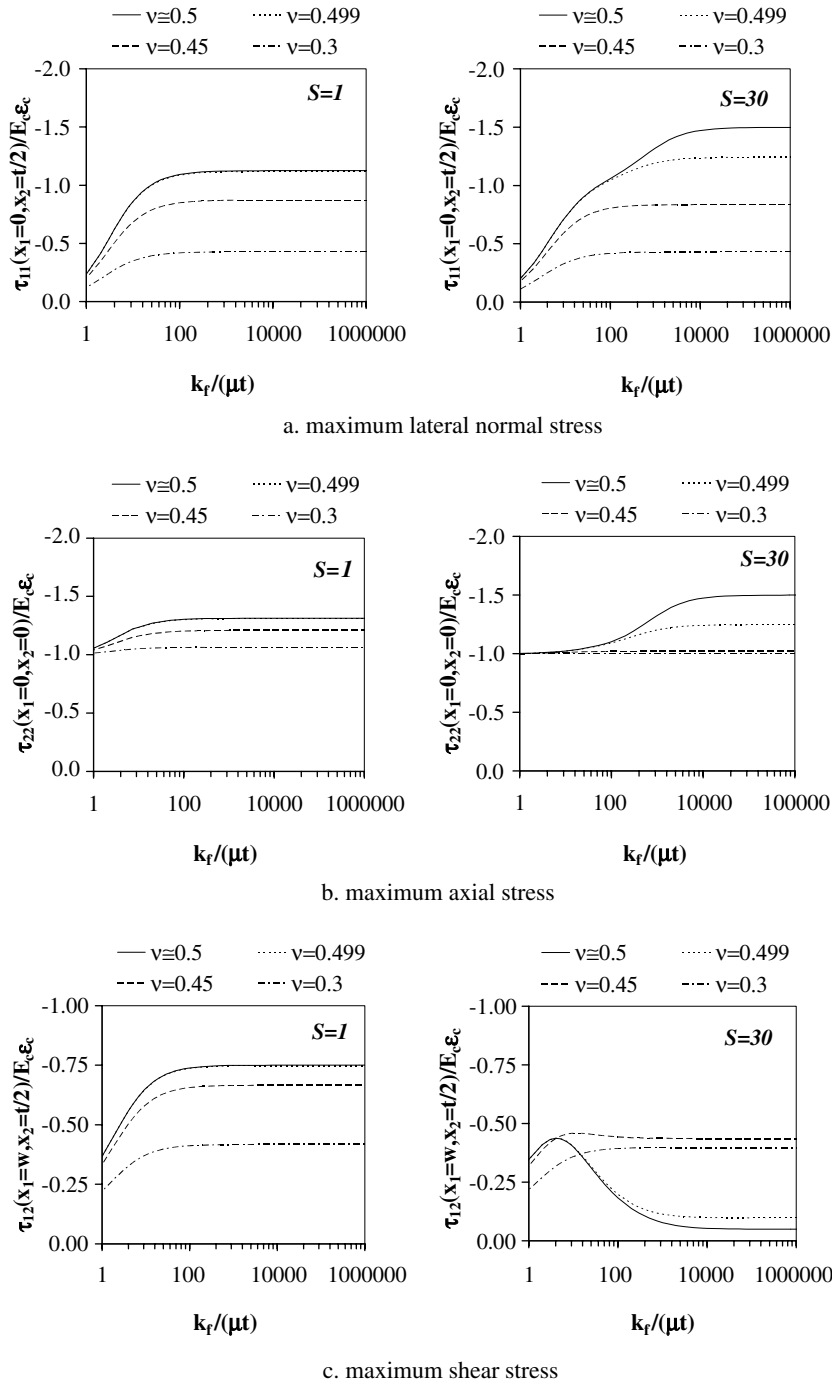 ν≅0.5 ν=0.499
ν=0.45 ν=0.3
S=1
-2.0
-1.5
-1.0
-0.5
0.0
τ11(x1=0,x2=t/2)/Ecεc
1 100 10000 1000000
kf/(μt)
ν≅0.5 ν=0.499
ν=0.45 ν=0.3
S=30
-2.0
-1.5
-1.0
-0.5
0.0
τ11(x1=0,x2=t/2)/Ecεc
1 100 10000 1000000
kf/(μt)
a. maximum lateral normal stress
ν≅0.5 ν=0.499
ν=0.45 ν=0.3
S=1
-2.0
-1.5
-1.0
-0.5
0.0
τ22(x1=0,x2=0)/Ecεc
1 100 10000 1000000
kf/(μt)
ν≅0.5 ν=0.499
ν=0.45 ν=0.3
S=30
-2.0
-1.5
-1.0
-0.5
0.0
τ22(x1=0,x2=0)/Ecεc
1 100 10000 1000000
kf/(μt)
b. maximum axial stress
ν≅0.5 ν=0.499
ν=0.45 ν=0.3
S=1
-1.00
-0.75
-0.50
-0.25
0.00
τ12(x1=w,x2=t/2)/Ecεc
1 100 10000 1000000
kf/(μt)
ν≅0.5 ν=0.499
ν=0.45 ν=0.3
S=30
-1.00
-0.75
-0.50
-0.25
0.00
τ12(x1=w,x2=t/2)/Ecεc
1 100 10000 1000000
kf/(μt)
c. maximum shear stress